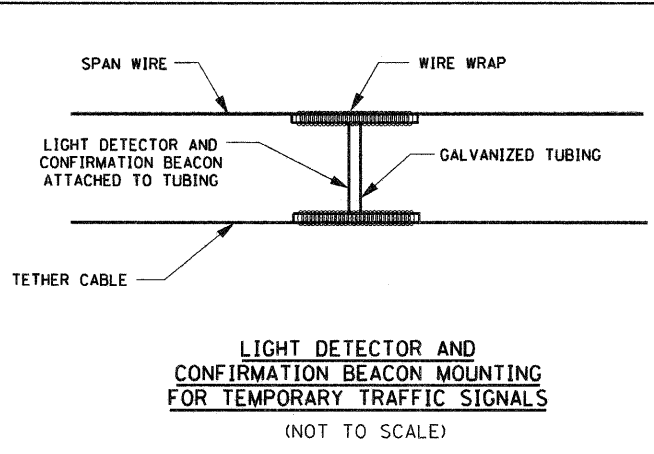 SPAN WIRE
WIRE WRAP
LIGHT DETECTOR AND
CONFIRMATION BEACON
ATTACHED TO TUBING
GALVANIZED TUBING
TETHER CABLE
LIGHT DETECTOR AND
CONFIRMATION BEACON MOUNTING
FOR TEMPORARY TRAFFIC SIGNALS
(NOT TO SCALE)